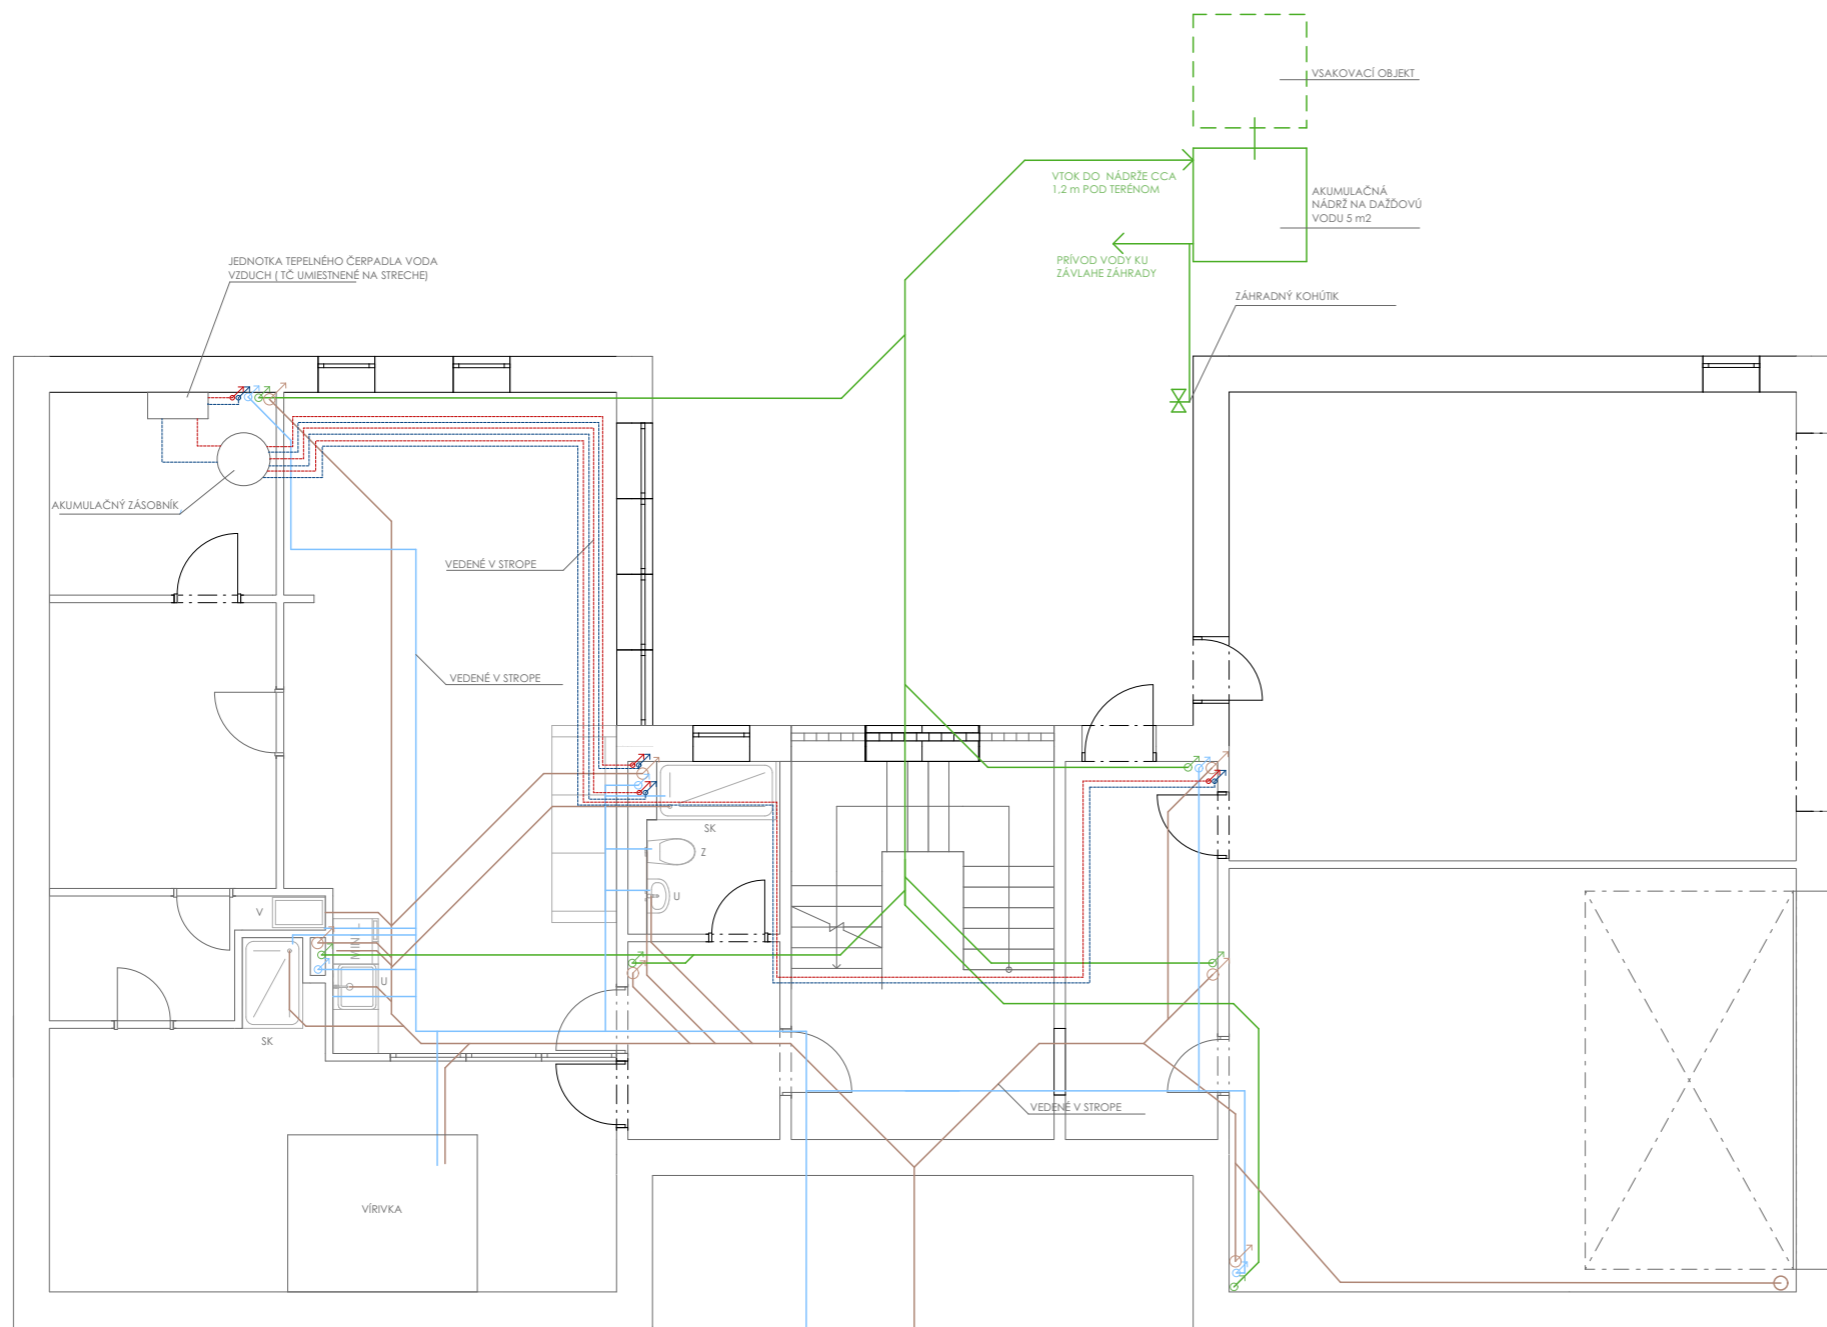 VSAKOVACÍ OBJEKT
VTOK DO NÁDRŽE CCA
1,2 m POD TERÉNOM
AKUMULAČNÁ
NÁDRŽ NA DAŽĎOVÚ
VODU 5 m2
PRÍVOD VODY KU
ZÁVLAHE ZÁHRADY
JEDNOTKA TEPELNÉHO ČERPADLA VODA
VZDUCH ( TČ UMIESTNENÉ NA STRECHE)
ZÁHRADNÝ KOHÚTIK
AKUMULAČNÝ ZÁSOBNÍK
VEDENÉ V STROPE
VEDENÉ V STROPE
SK
Z
U
V
MIN
U
SK
VEDENÉ V STROPE
VÍRIVKA